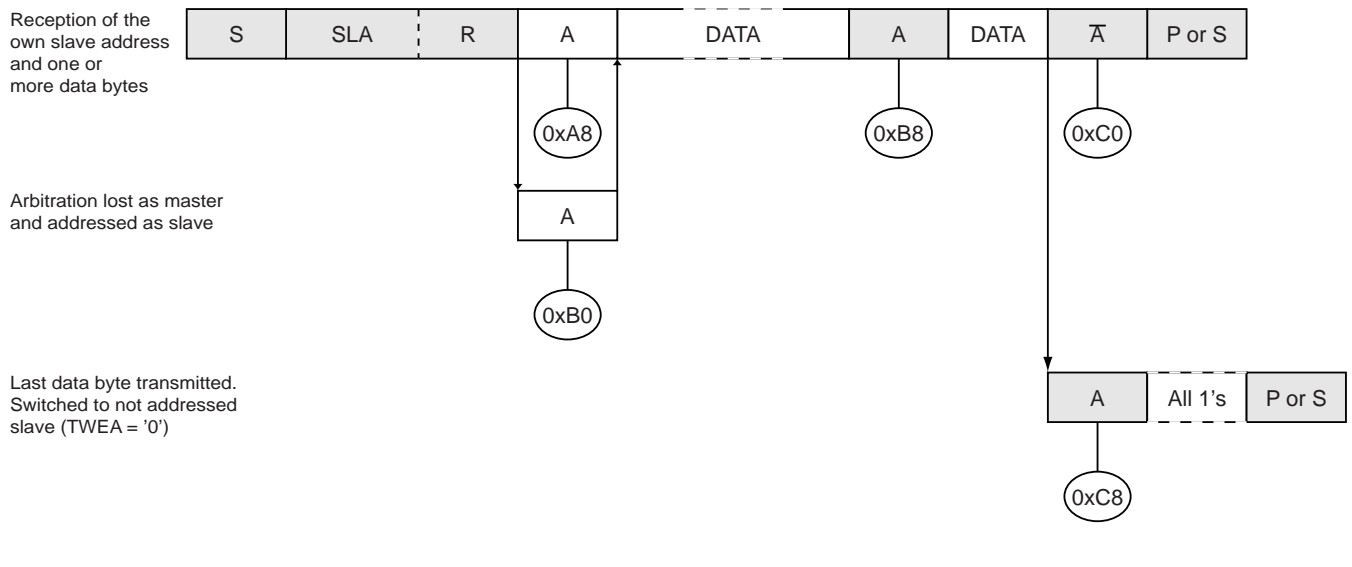 Reception of the
own slave address
and one or
more data bytes
S SLA R A DATA A DATA A̅ P or S
0xA8 0xB8 0xC0
Arbitration lost as master
and addressed as slave
A
0xB0
Last data byte transmitted.
Switched to not addressed
slave (TWEA = '0')
A All 1's P or S
0xC8